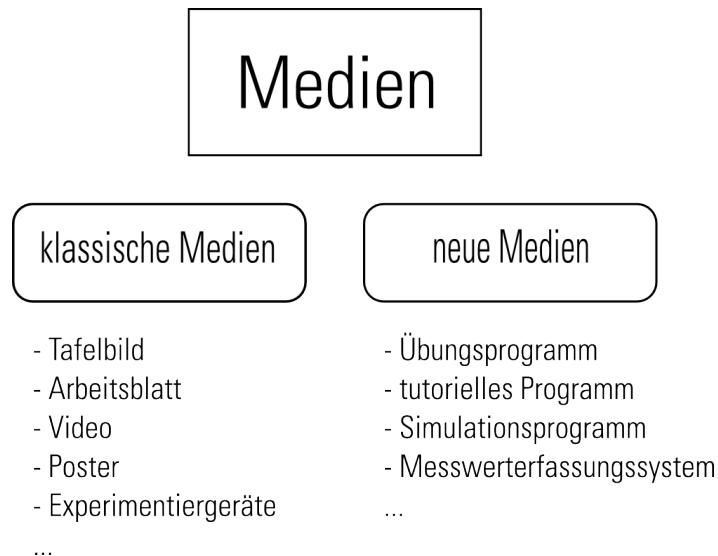 Medien
klassische Medien
- Tafelbild
- Arbeitsblatt
- Video
- Poster
- Experimentiergeräte
...
neue Medien
- Übungsprogramm
- tutorielles Programm
- Simulationsprogramm
- Messwerterfassungssystem
...